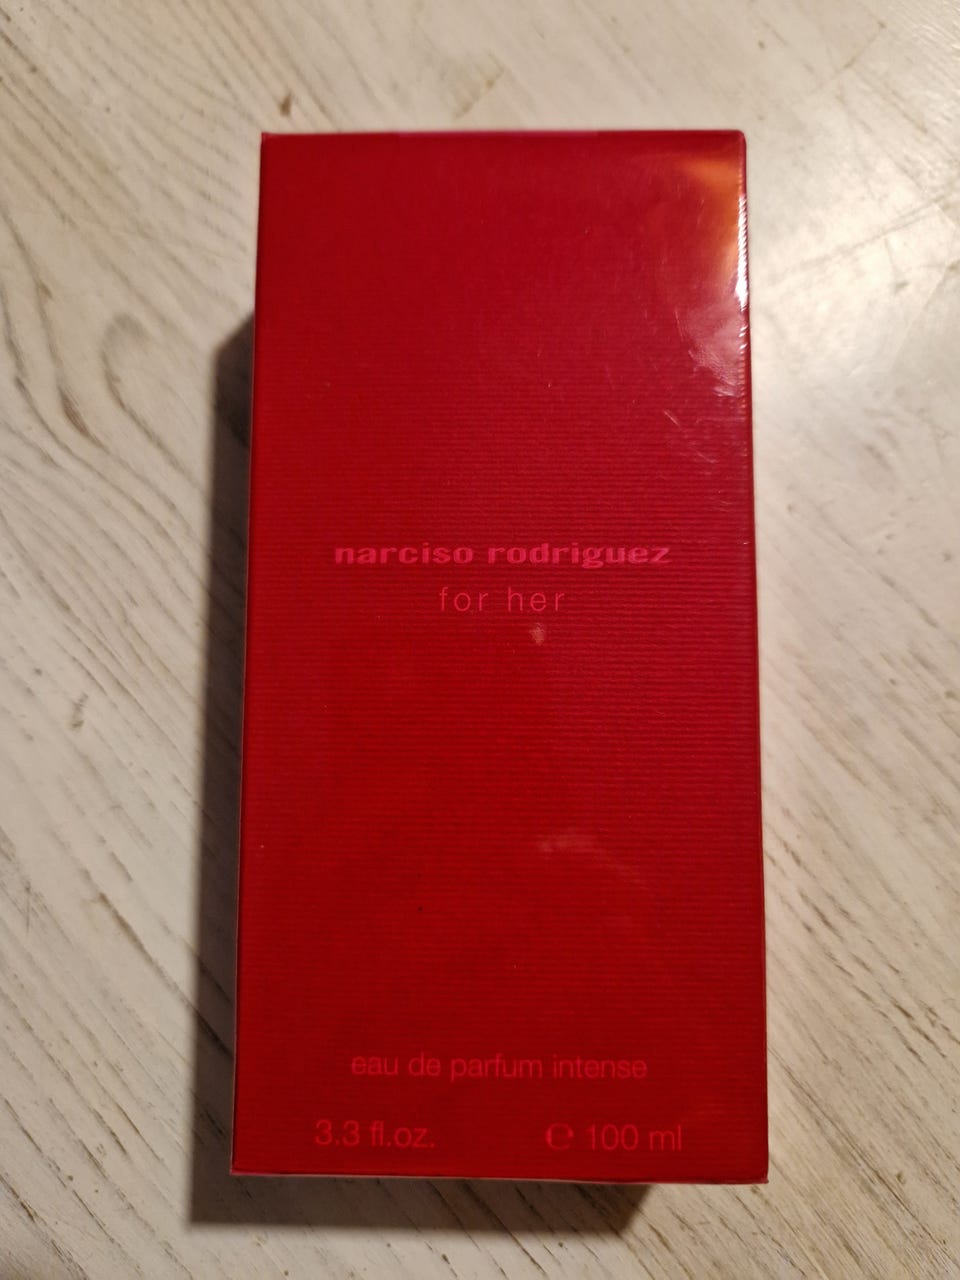 narciso rodriguez
for her
eau de parfum intense
3.3 fl.oz. ℮ 100 ml